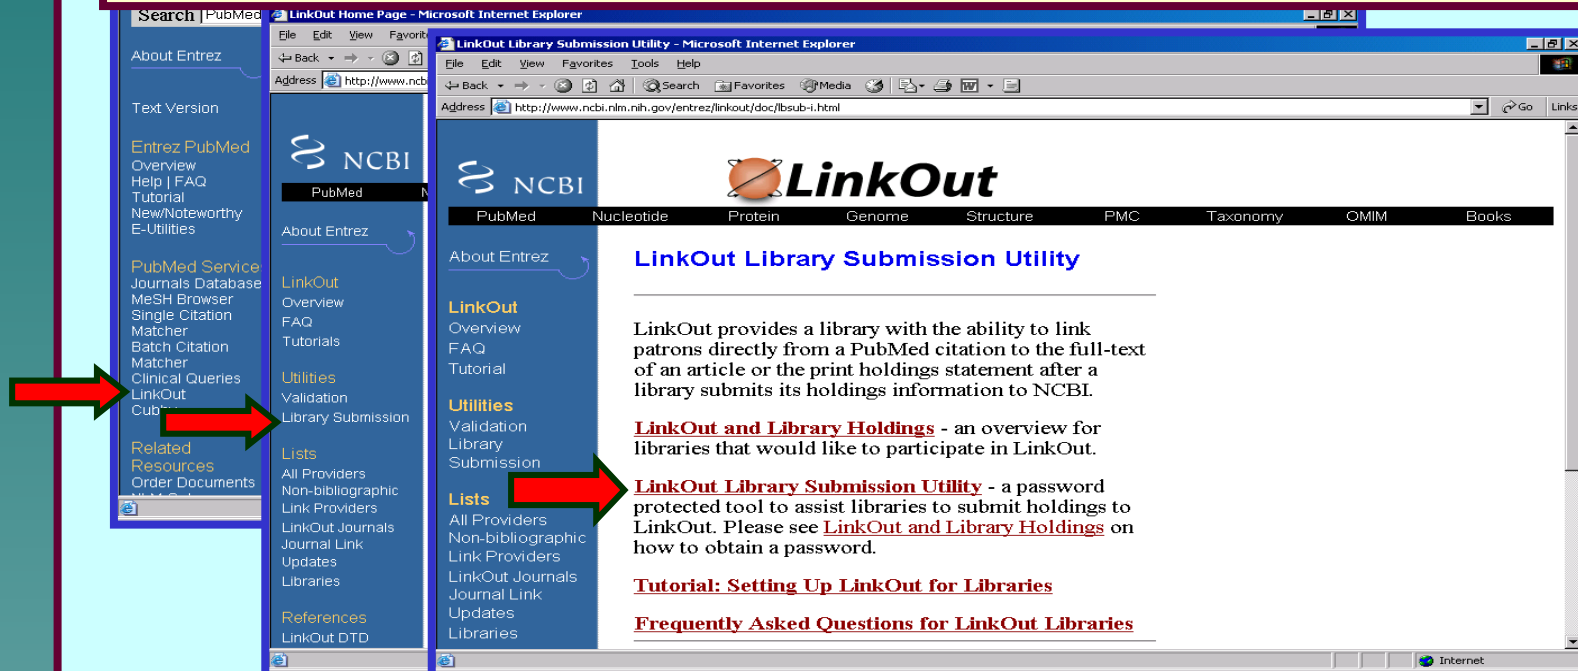 Search PubMed
About Entrez
Text Version
Entrez PubMed
Overview
Help | FAQ
Tutorial
New/Noteworthy
E-Utilities
PubMed Service
Journals Database
MeSH Browser
Single Citation
Matcher
Batch Citation
Matcher
Clinical Queries
LinkOut
Related
Resources
Order Documents
LinkOut Home Page - Microsoft Internet Explorer
File Edit View Favorit
Back
Address http://www.ncb
NCBI
PubMed N
About Entrez
LinkOut
Overview
FAQ
Tutorials
Utilities
Validation
Library Submission
Lists
All Providers
Non-bibliographic
Link Providers
LinkOut Journals
Journal Link
Updates
Libraries
References
LinkOut DTD
LinkOut Library Submission Utility - Microsoft Internet Explorer
File Edit View Favorites Tools Help
Back Search Favorites Media
Address http://www.ncbi.nlm.nih.gov/entrez/linkout/doc/lbsub-i.html Go Links
NCBI
LinkOut
PubMed Nucleotide Protein Genome Structure PMC Taxonomy OMIM Books
About Entrez
LinkOut
Overview
FAQ
Tutorial
Utilities
Validation
Library
Submission
Lists
All Providers
Non-bibliographic
Link Providers
LinkOut Journals
Journal Link
Updates
Libraries
LinkOut Library Submission Utility
LinkOut provides a library with the ability to link
patrons directly from a PubMed citation to the full-text
of an article or the print holdings statement after a
library submits its holdings information to NCBI.
LinkOut and Library Holdings - an overview for
libraries that would like to participate in LinkOut.
LinkOut Library Submission Utility - a password
protected tool to assist libraries to submit holdings to
LinkOut. Please see LinkOut and Library Holdings on
how to obtain a password.
Tutorial: Setting Up LinkOut for Libraries
Frequently Asked Questions for LinkOut Libraries
Internet